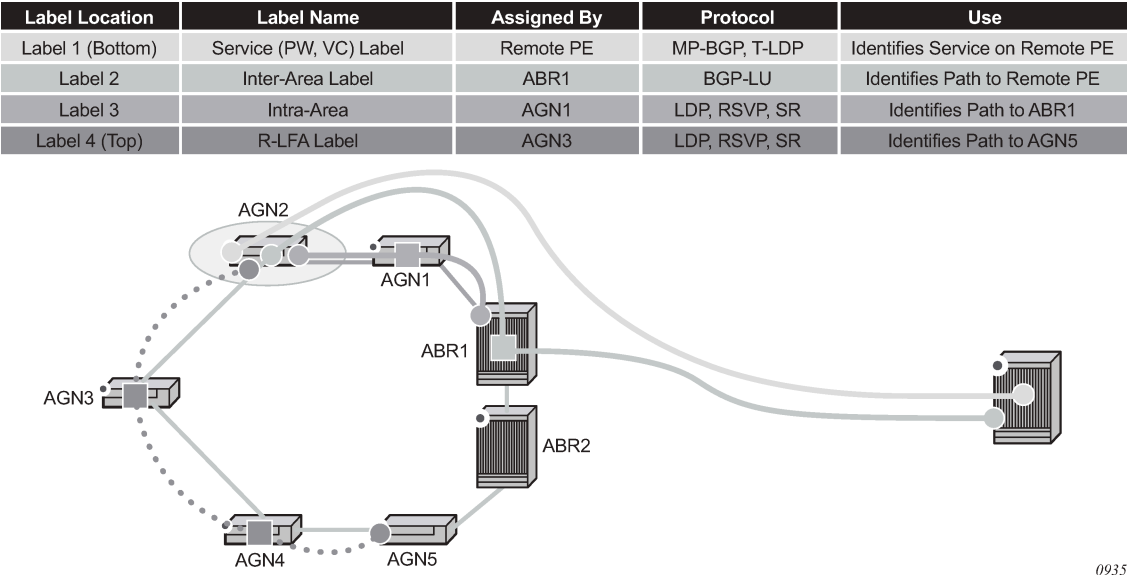 Label Location Label Name Assigned By Protocol Use
Label 1 (Bottom) Service (PW, VC) Label Remote PE MP-BGP, T-LDP Identifies Service on Remote PE
Label 2 Inter-Area Label ABR1 BGP-LU Identifies Path to Remote PE
Label 3 Intra-Area AGN1 LDP, RSVP, SR Identifies Path to ABR1
Label 4 (Top) R-LFA Label AGN3 LDP, RSVP, SR Identifies Path to AGN5
AGN2
AGN1
ABR1
AGN3
ABR2
AGN4
AGN5
0935